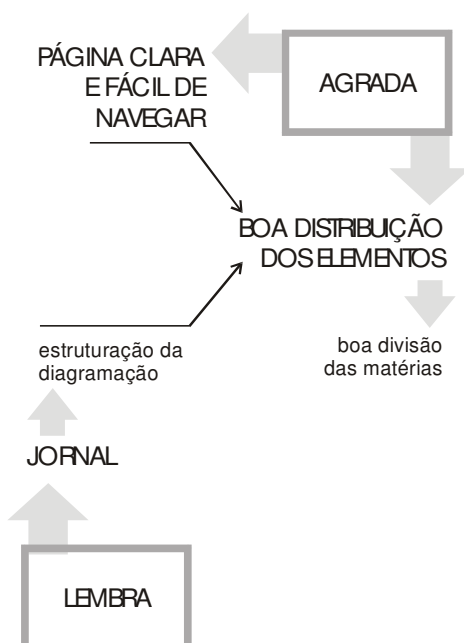 PÁGINA CLARA
E FÁCIL DE
NAVEGAR
AGRADA
BOA DISTRIBUIÇÃO
DOS ELEMENTOS
estruturação da
diagramação
boa divisão
das matérias
JORNAL
LEMBRA